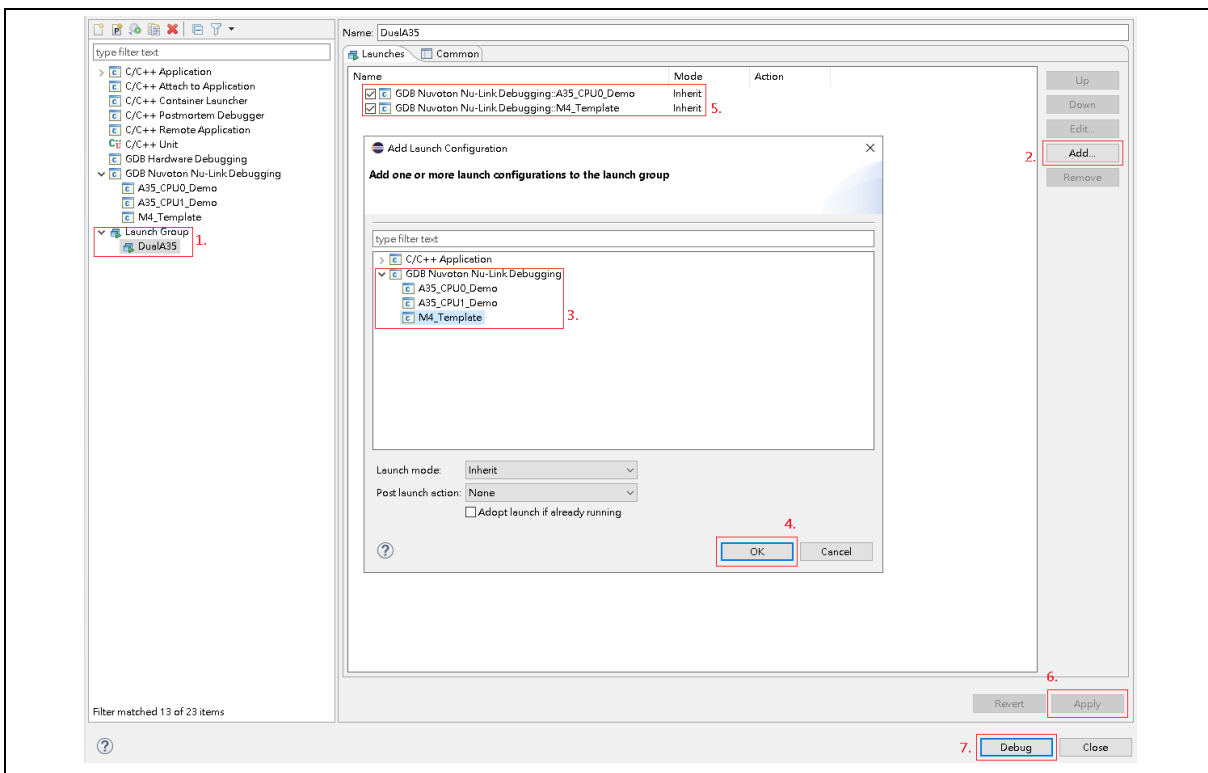 type filter text
C/C++ Application
C/C++ Attach to Application
C/C++ Container Launcher
C/C++ Postmortem Debugger
C/C++ Remote Application
C/C++ Unit
GDB Hardware Debugging
GDB Nuvoton Nu-Link Debugging
A35_CPU0_Demo
A35_CPU1_Demo
M4_Template
Launch Group
1.
DualA35
Filter matched 13 of 23 items
Name: DualA35
Launches Common
Name Mode Action
GDB Nuvoton Nu-Link Debugging::A35_CPU0_Demo Inherit
GDB Nuvoton Nu-Link Debugging::M4_Template Inherit
5.
Up
Down
Edit...
2. Add...
Remove
Add Launch Configuration
Add one or more launch configurations to the launch group
type filter text
C/C++ Application
GDB Nuvoton Nu-Link Debugging
A35_CPU0_Demo
A35_CPU1_Demo
M4_Template
3.
Launch mode: Inherit
Post launch action: None
Adopt launch if already running
4.
OK Cancel
6.
Revert Apply
7. Debug Close